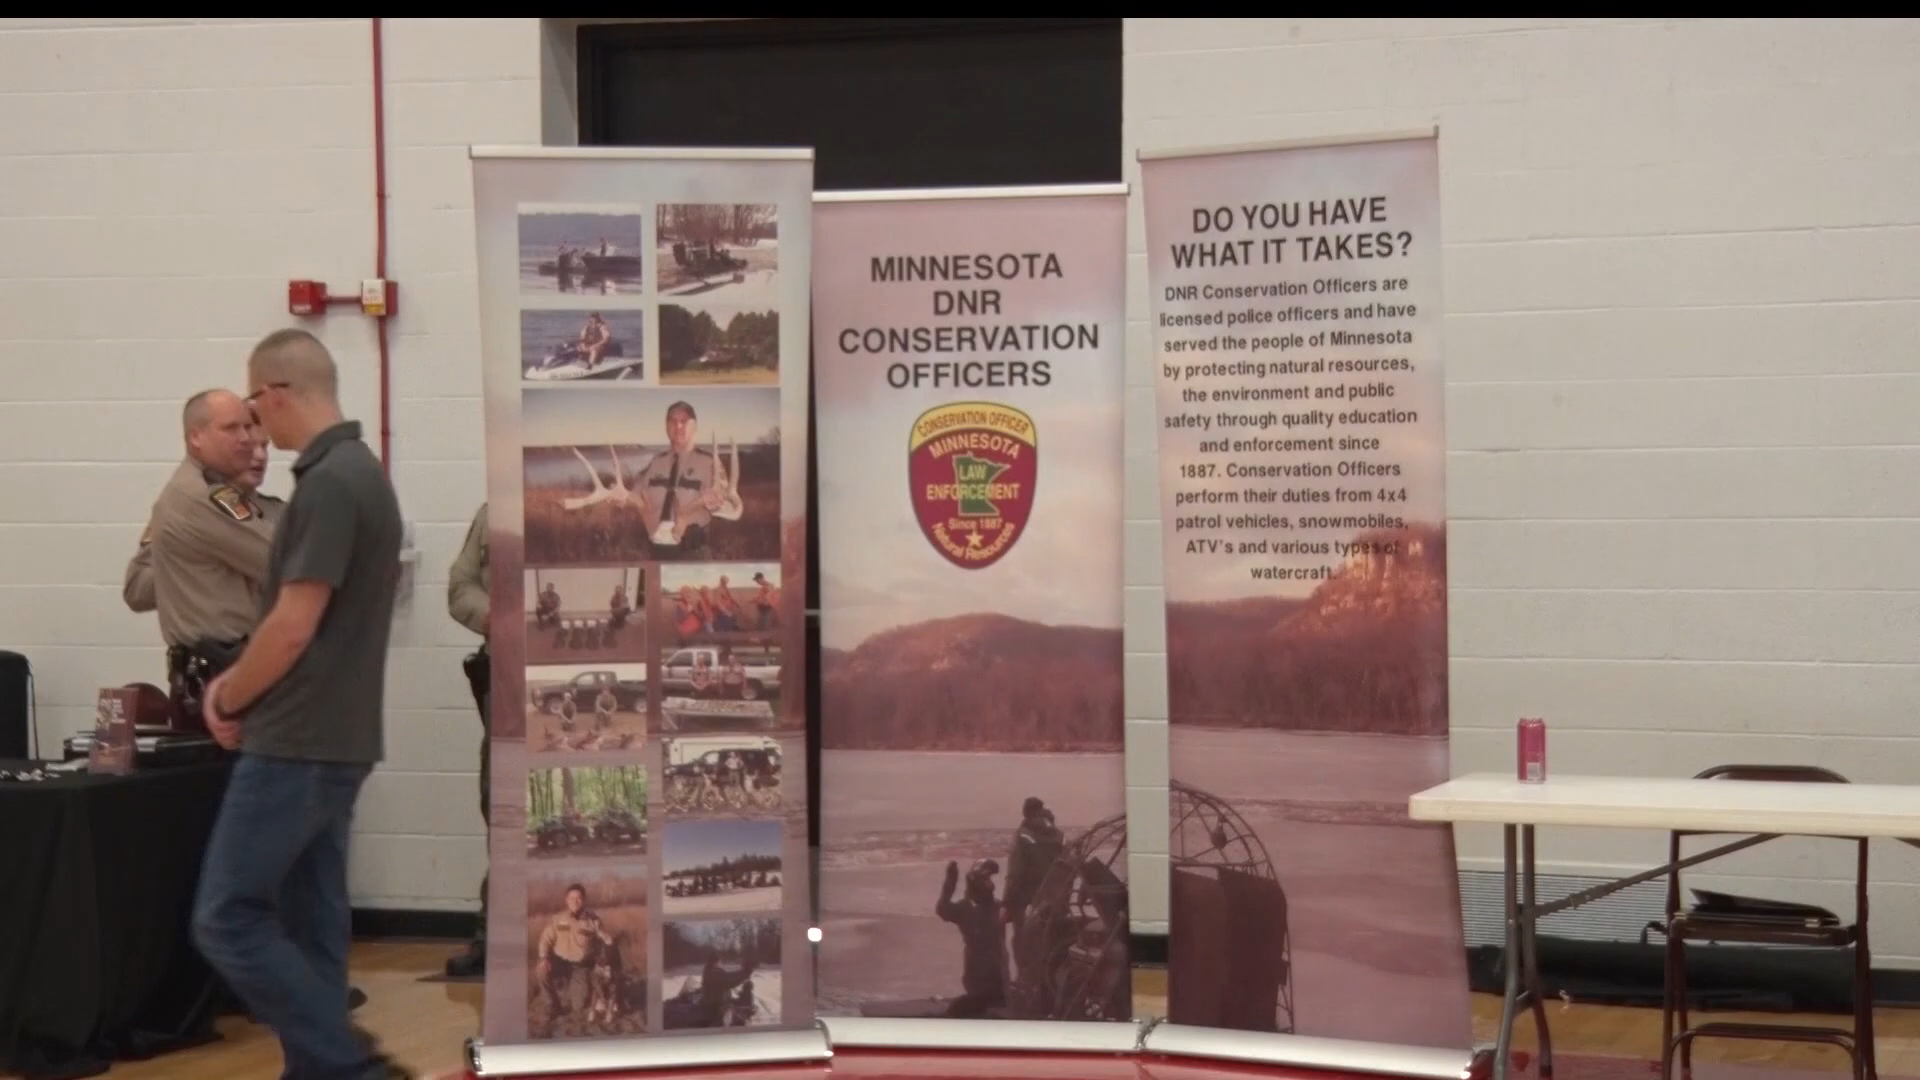 MINNESOTA
DNR
CONSERVATION
OFFICERS
CONSERVATION OFFICER
MINNESOTA
LAW
ENFORCEMENT
Since 1887
Natural Resources
DO YOU HAVE
WHAT IT TAKES?
DNR Conservation Officers are
licensed police officers and have
served the people of Minnesota
by protecting natural resources,
the environment and public
safety through quality education
and enforcement since
1887. Conservation Officers
perform their duties from 4x4
patrol vehicles, snowmobiles,
ATV's and various types of
watercraft.